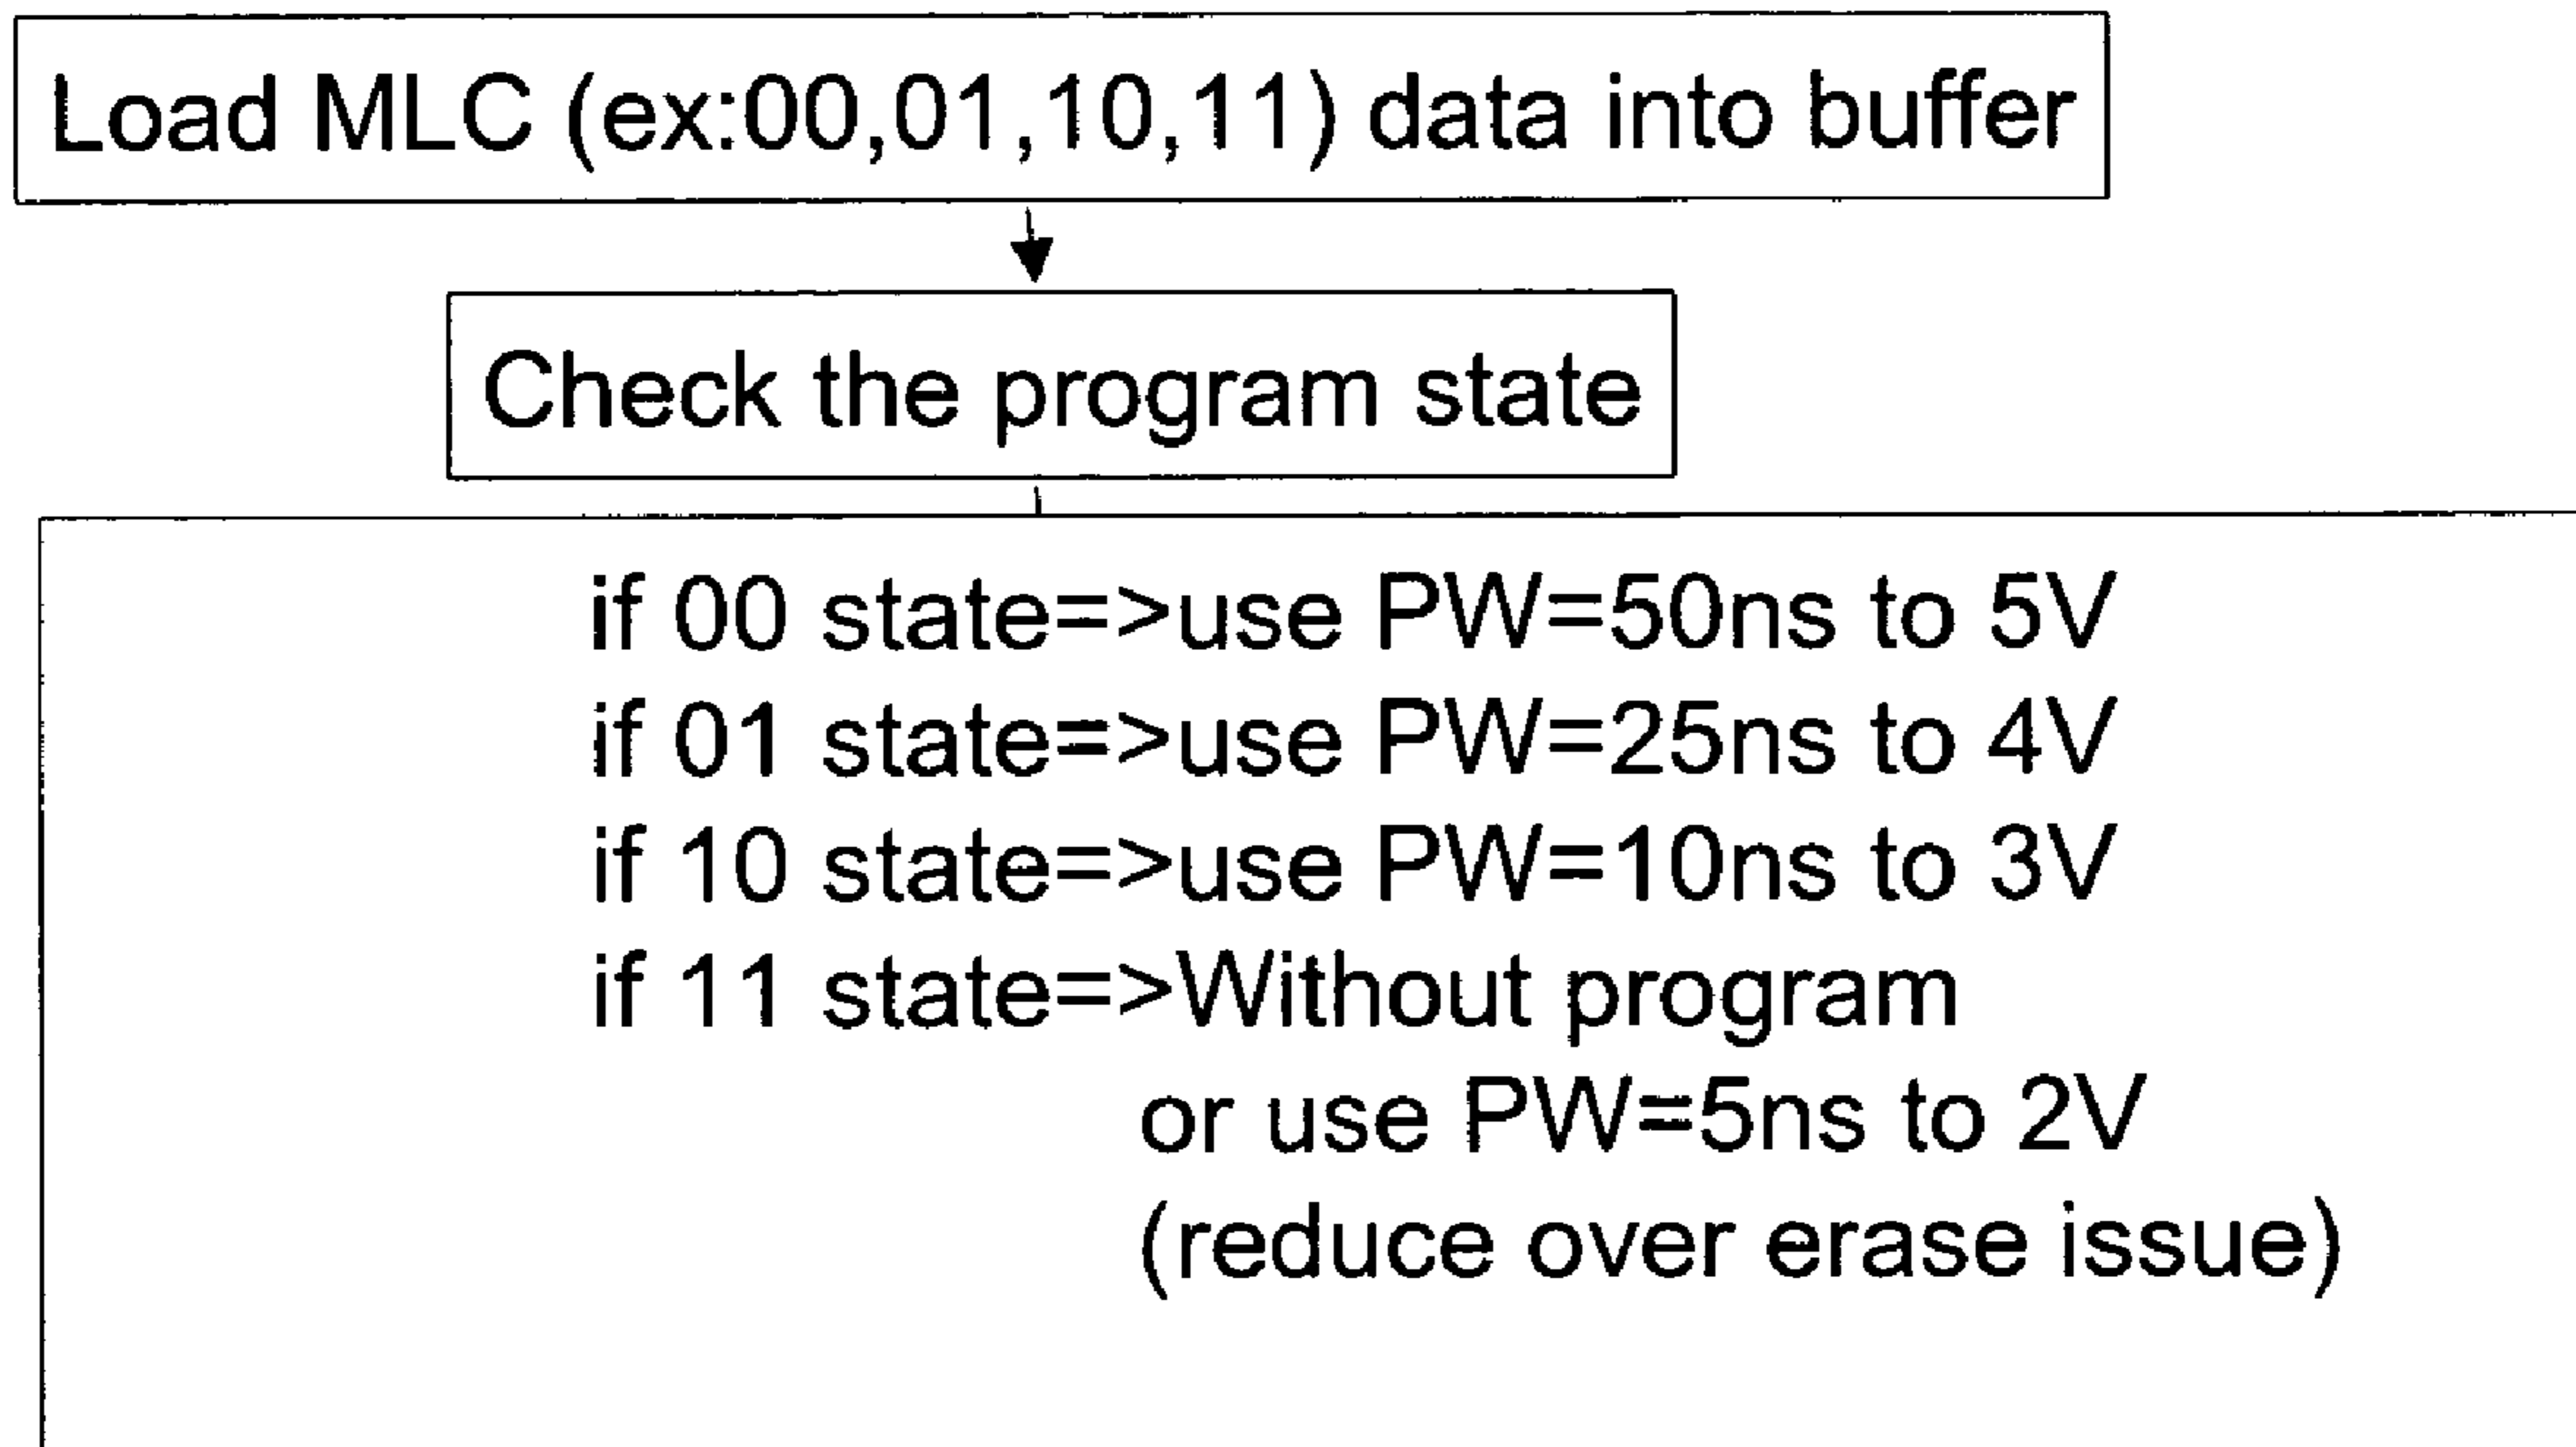 Load MLC (ex:00,01,10,11) data into buffer
Check the program state
if 00 state=>use PW=50ns to 5V
if 01 state=>use PW=25ns to 4V
if 10 state=>use PW=10ns to 3V
if 11 state=>Without program
or use PW=5ns to 2V
(reduce over erase issue)